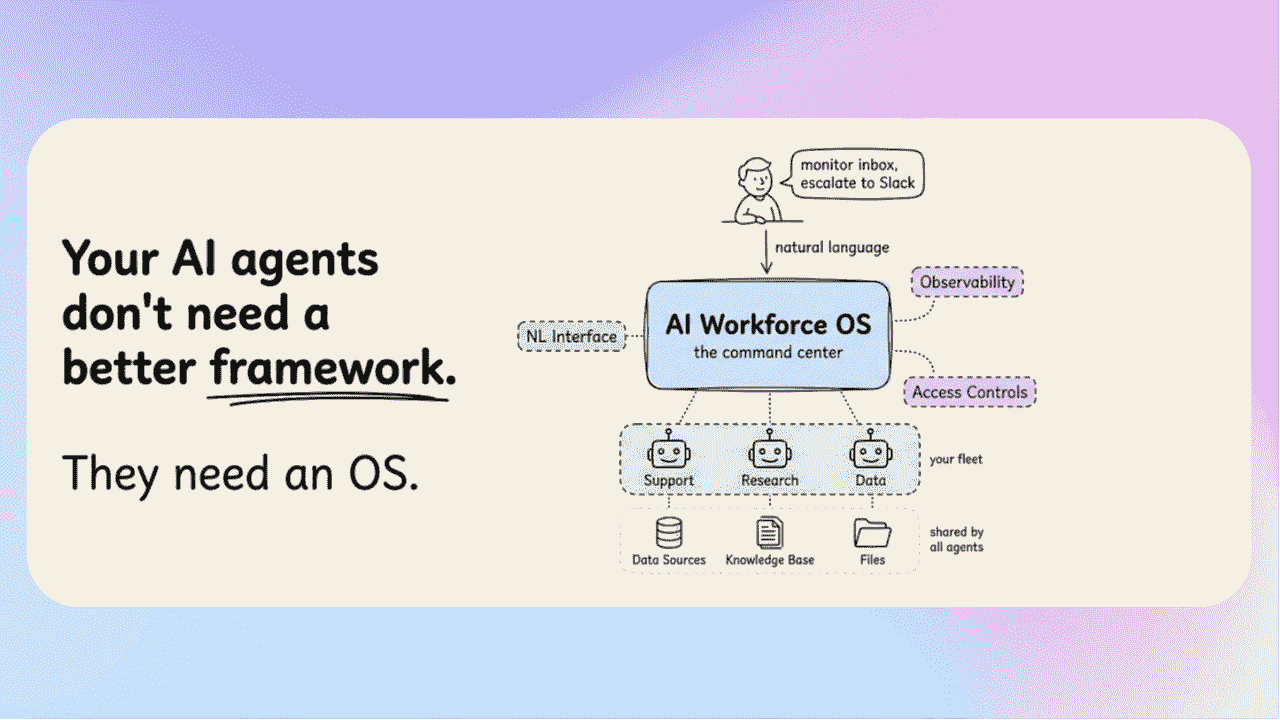 Your AI agents
don't need a
better framework.
They need an OS.
monitor inbox,
escalate to Slack
natural language
Observability
NL Interface
AI Workforce OS
the command center
Access Controls
Support
Research
Data
your fleet
Data Sources
Knowledge Base
Files
shared by
all agents